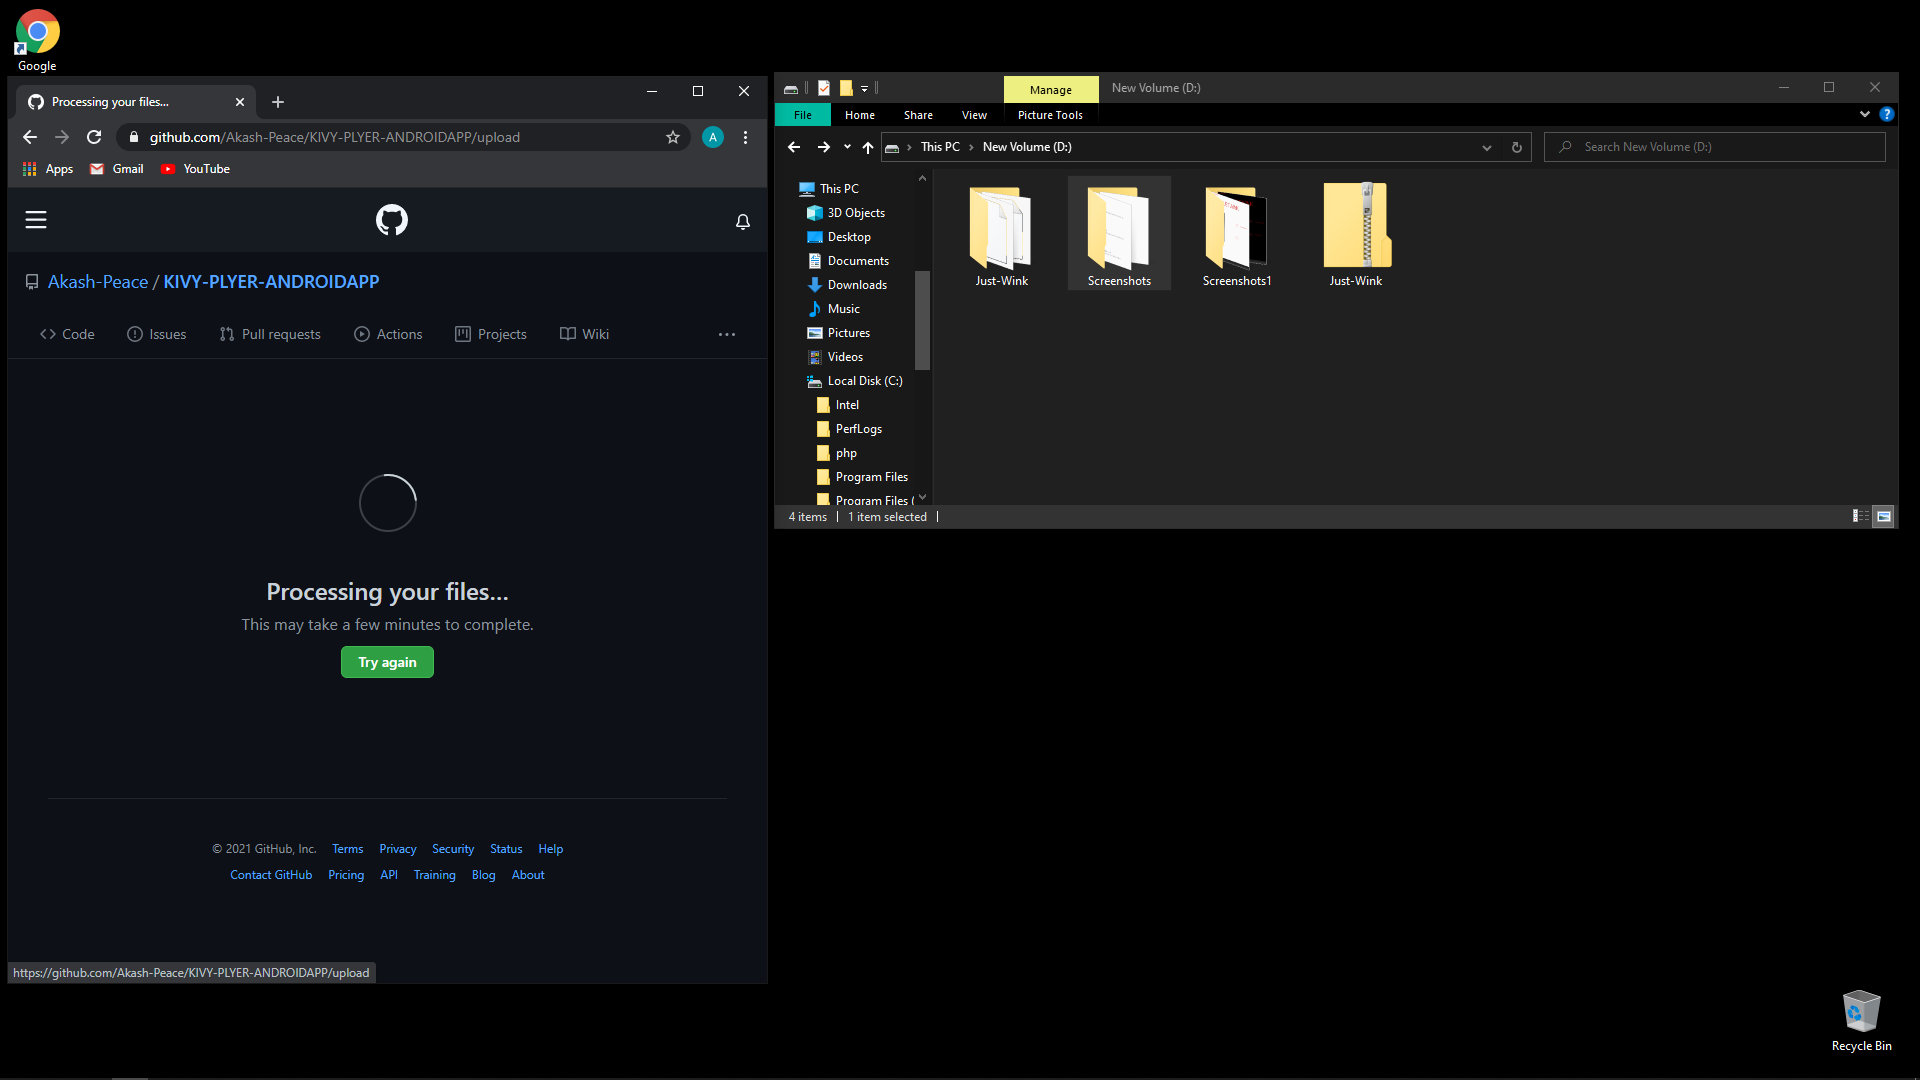 Google
Processing your files...
github.com/Akash-Peace/KIVY-PLYER-ANDROIDAPP/upload
A
Apps
Gmail
YouTube
Akash-Peace / KIVY-PLYER-ANDROIDAPP
Code
Issues
Pull requests
Actions
Projects
Wiki
Processing your files...
This may take a few minutes to complete.
Try again
© 2021 GitHub, Inc. Terms Privacy Security Status Help
Contact GitHub Pricing API Training Blog About
https://github.com/Akash-Peace/KIVY-PLYER-ANDROIDAPP/upload
Manage
New Volume (D:)
File
Home
Share
View
Picture Tools
?
This PC
New Volume (D:)
Search New Volume (D:)
This PC
3D Objects
Desktop
Documents
Downloads
Music
Pictures
Videos
Local Disk (C:)
Intel
PerfLogs
php
Program Files
Program Files (
Just-Wink
Screenshots
Screenshots1
Just-Wink
4 items
1 item selected
Recycle Bin